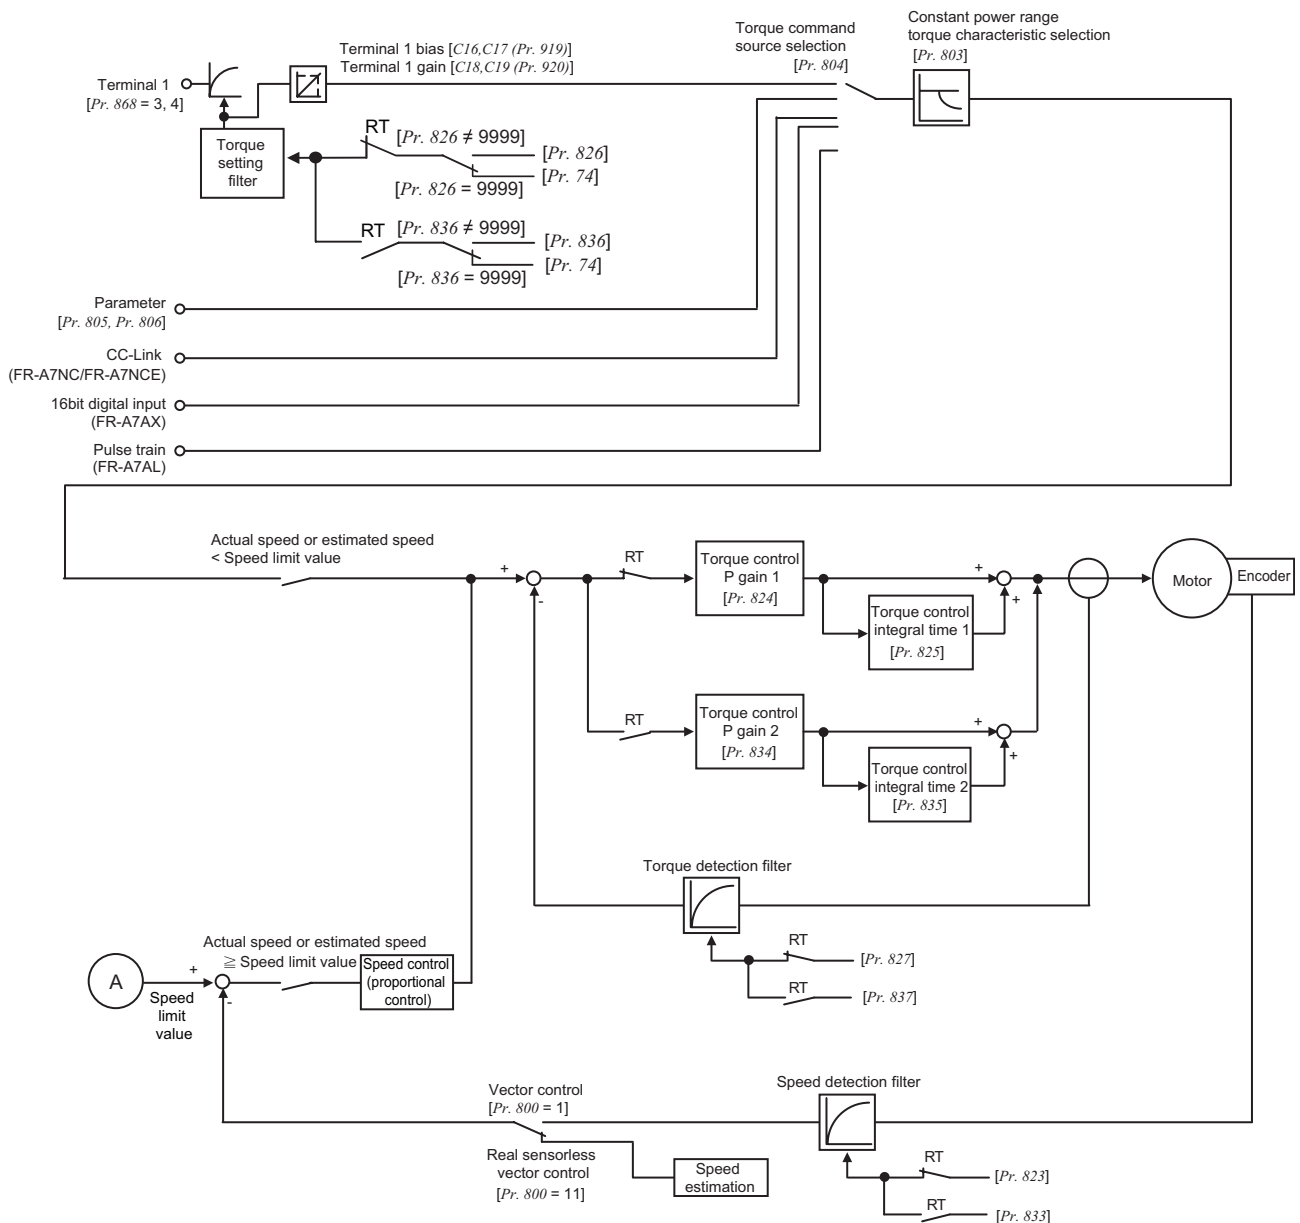 Terminal 1
[Pr. 868 = 3, 4]
Terminal 1 bias [C16,C17 (Pr. 919)]
Terminal 1 gain [C18,C19 (Pr. 920)]
Torque command
source selection
[Pr. 804]
Constant power range
torque characteristic selection
[Pr. 803]
Torque
setting
filter
RT
[Pr. 826 ≠ 9999]
[Pr. 826]
[Pr. 74]
[Pr. 826 = 9999]
RT
[Pr. 836 ≠ 9999]
[Pr. 836]
[Pr. 74]
[Pr. 836 = 9999]
Parameter
[Pr. 805, Pr. 806]
CC-Link
(FR-A7NC/FR-A7NCE)
16bit digital input
(FR-A7AX)
Pulse train
(FR-A7AL)
Actual speed or estimated speed
< Speed limit value
+
-
RT
Torque control
P gain 1
[Pr. 824]
+
+
Torque control
integral time 1
[Pr. 825]
Motor
Encoder
RT
Torque control
P gain 2
[Pr. 834]
+
+
Torque control
integral time 2
[Pr. 835]
Torque detection filter
RT
[Pr. 827]
RT
[Pr. 837]
Actual speed or estimated speed
≧ Speed limit value
A
+
-
Speed
limit
value
Speed control
(proportional
control)
Vector control
[Pr. 800 = 1]
Real sensorless
vector control
[Pr. 800 = 11]
Speed
estimation
Speed detection filter
RT
[Pr. 823]
RT
[Pr. 833]